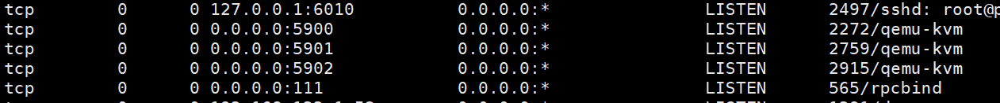 tcp 0 0 127.0.0.1:6010 0.0.0.0:* LISTEN 2497/sshd: root@p
tcp 0 0 0.0.0.0:5900 0.0.0.0:* LISTEN 2272/qemu-kvm
tcp 0 0 0.0.0.0:5901 0.0.0.0:* LISTEN 2759/qemu-kvm
tcp 0 0 0.0.0.0:5902 0.0.0.0:* LISTEN 2915/qemu-kvm
tcp 0 0 0.0.0.0:111 0.0.0.0:* LISTEN 565/rpcbind